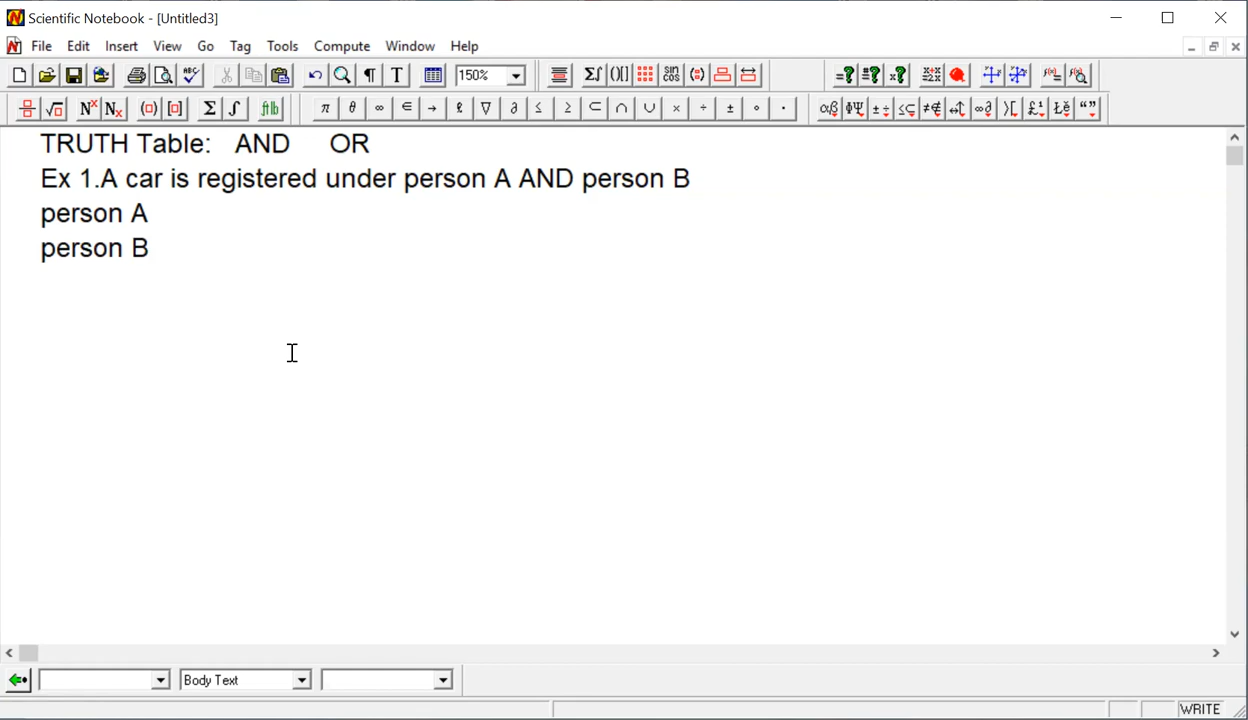 Scientific Notebook - [Untitled3]
File Edit Insert View Go Tag Tools Compute Window Help
150%
TRUTH Table: AND OR
Ex 1.A car is registered under person A AND person B
person A
person B
Body Text
WRITE